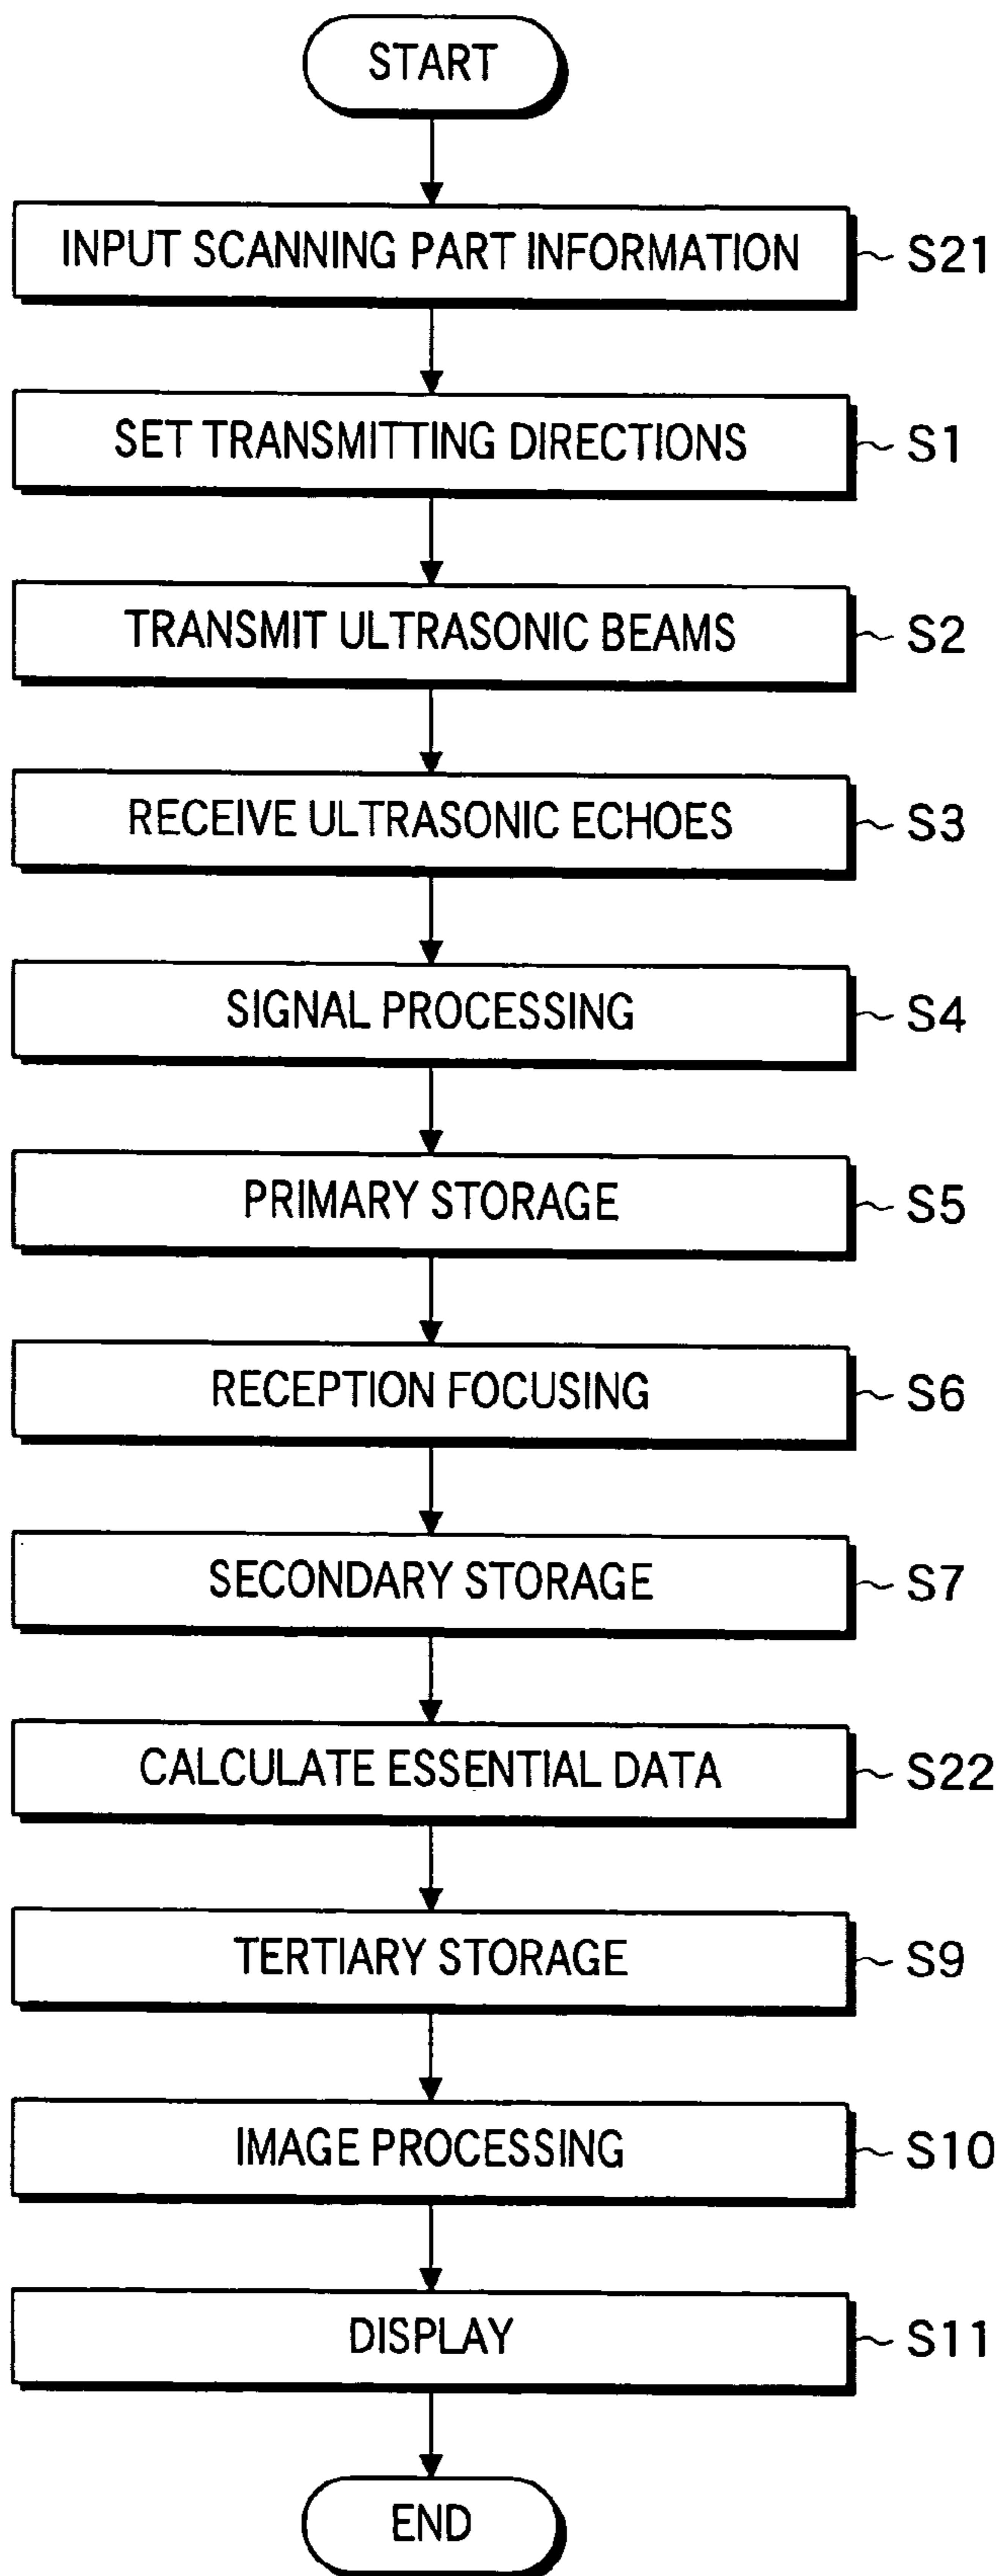 START
INPUT SCANNING PART INFORMATION ~ S21
SET TRANSMITTING DIRECTIONS ~ S1
TRANSMIT ULTRASONIC BEAMS ~ S2
RECEIVE ULTRASONIC ECHOES ~ S3
SIGNAL PROCESSING ~ S4
PRIMARY STORAGE ~ S5
RECEPTION FOCUSING ~ S6
SECONDARY STORAGE ~ S7
CALCULATE ESSENTIAL DATA ~ S22
TERTIARY STORAGE ~ S9
IMAGE PROCESSING ~ S10
DISPLAY ~ S11
END